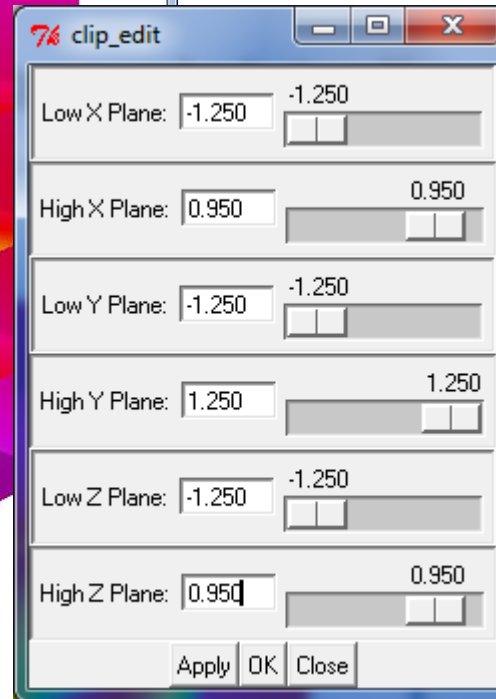 clip_edit
-1.250
Low X Plane: -1.250
0.950
High X Plane: 0.950
-1.250
Low Y Plane: -1.250
1.250
High Y Plane: 1.250
-1.250
Low Z Plane: -1.250
0.950
High Z Plane: 0.950
Apply OK Close